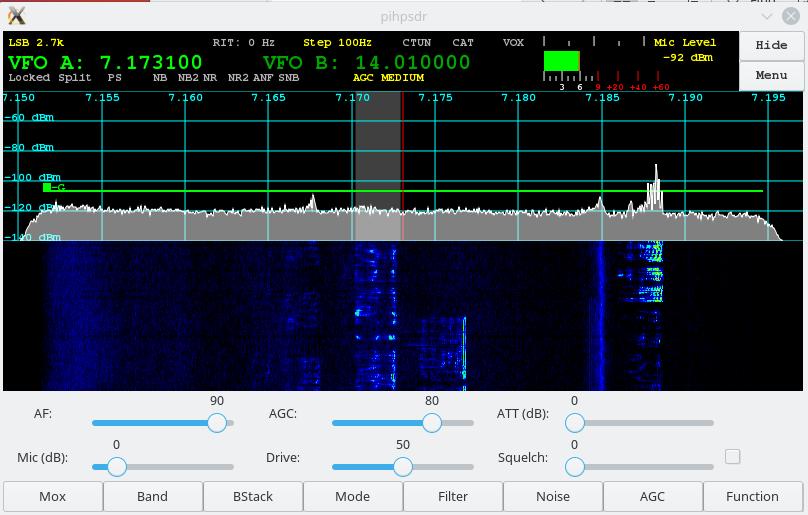 pihpsdr
LSB 2.7k RIT: 0 Hz Step 100Hz CTUN CAT VOX Mic Level
VFO A: 7.173100 VFO B: 14.010000 -92 dBm
Locked Split PS NB NB2 NR NR2 ANF SNB AGC MEDIUM
3 6 9 +20 +40 +60
Hide
Menu
7.150 7.155 7.160 7.165 7.170 7.175 7.180 7.185 7.190 7.195
-60 dBm
-80 dBm
-100 dBm
-G
-120 dBm
-140 dBm
90 80 0
AF: AGC: ATT (dB):
0 50 0
Mic (dB): Drive: Squelch:
Mox Band BStack Mode Filter Noise AGC Function